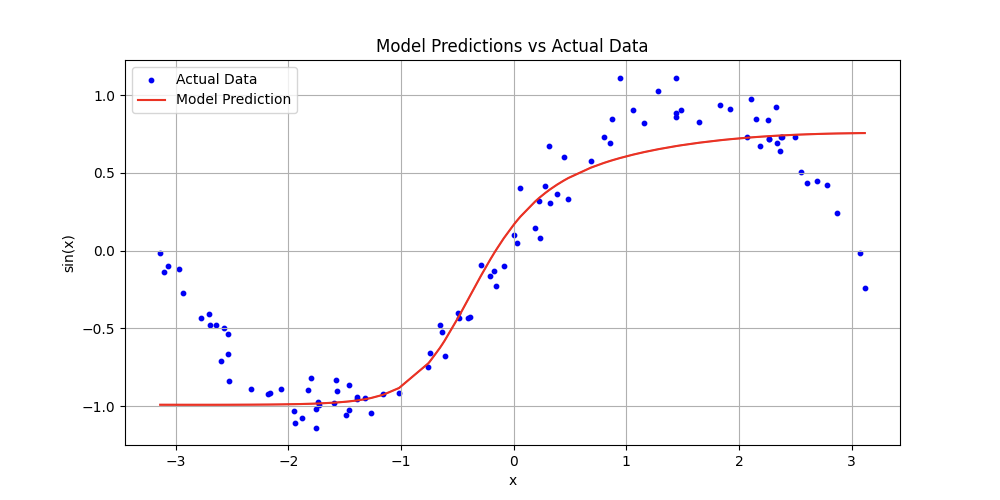 Model Predictions vs Actual Data
Actual Data
Model Prediction
1.0
0.5
0.0
−0.5
−1.0
sin(x)
−3 −2 −1 0 1 2 3
x